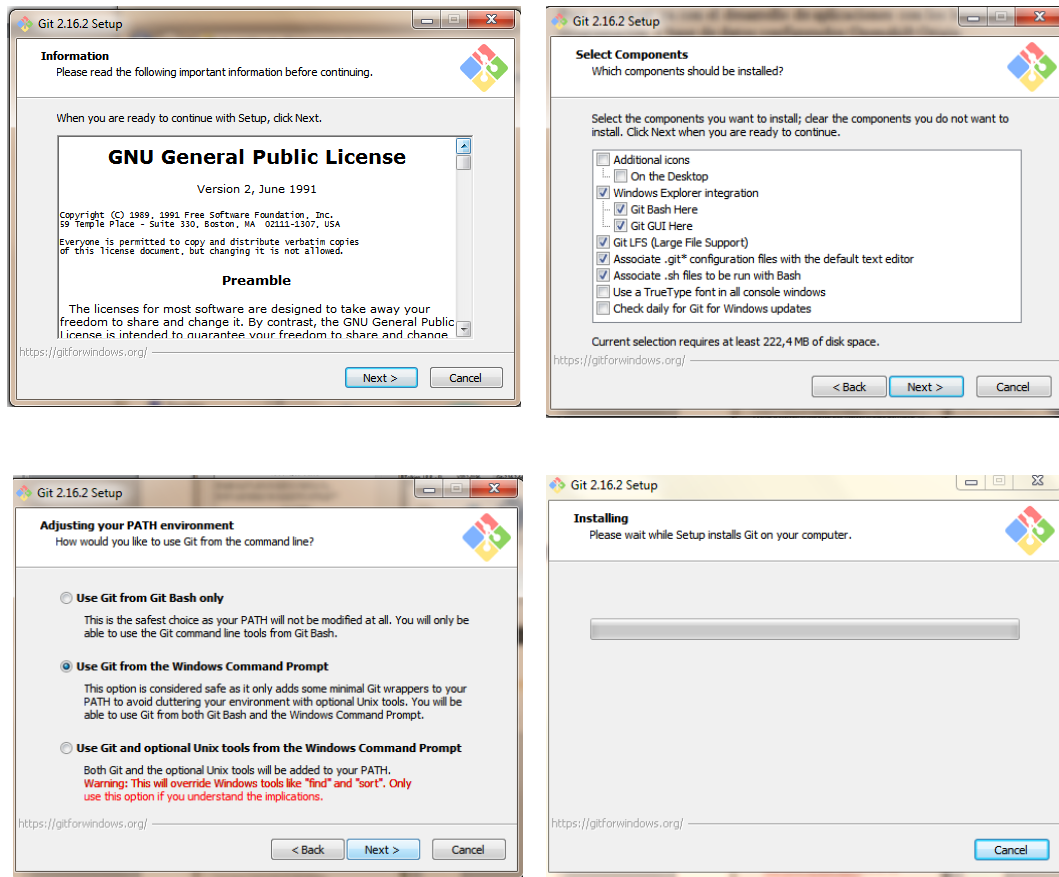 Git 2.16.2 Setup
Information
Please read the following important information before continuing.
When you are ready to continue with Setup, click Next.
GNU General Public License
Version 2, June 1991
Copyright (C) 1989, 1991 Free Software Foundation, Inc.
59 Temple Place - Suite 330, Boston, MA  02111-1307, USA
Everyone is permitted to copy and distribute verbatim copies
of this license document, but changing it is not allowed.
Preamble
The licenses for most software are designed to take away your
freedom to share and change it. By contrast, the GNU General Public
License is intended to guarantee your freedom to share and change
https://gitforwindows.org/
Next >
Cancel
Git 2.16.2 Setup
Select Components
Which components should be installed?
Select the components you want to install; clear the components you do not want to
install. Click Next when you are ready to continue.
Additional icons
On the Desktop
Windows Explorer integration
Git Bash Here
Git GUI Here
Git LFS (Large File Support)
Associate .git* configuration files with the default text editor
Associate .sh files to be run with Bash
Use a TrueType font in all console windows
Check daily for Git for Windows updates
Current selection requires at least 222,4 MB of disk space.
https://gitforwindows.org/
< Back
Next >
Cancel
Git 2.16.2 Setup
Adjusting your PATH environment
How would you like to use Git from the command line?
Use Git from Git Bash only
This is the safest choice as your PATH will not be modified at all. You will only be
able to use the Git command line tools from Git Bash.
Use Git from the Windows Command Prompt
This option is considered safe as it only adds some minimal Git wrappers to your
PATH to avoid cluttering your environment with optional Unix tools. You will be
able to use Git from both Git Bash and the Windows Command Prompt.
Use Git and optional Unix tools from the Windows Command Prompt
Both Git and the optional Unix tools will be added to your PATH.
Warning: This will override Windows tools like "find" and "sort". Only
use this option if you understand the implications.
https://gitforwindows.org/
< Back
Next >
Cancel
Git 2.16.2 Setup
Installing
Please wait while Setup installs Git on your computer.
https://gitforwindows.org/
Cancel